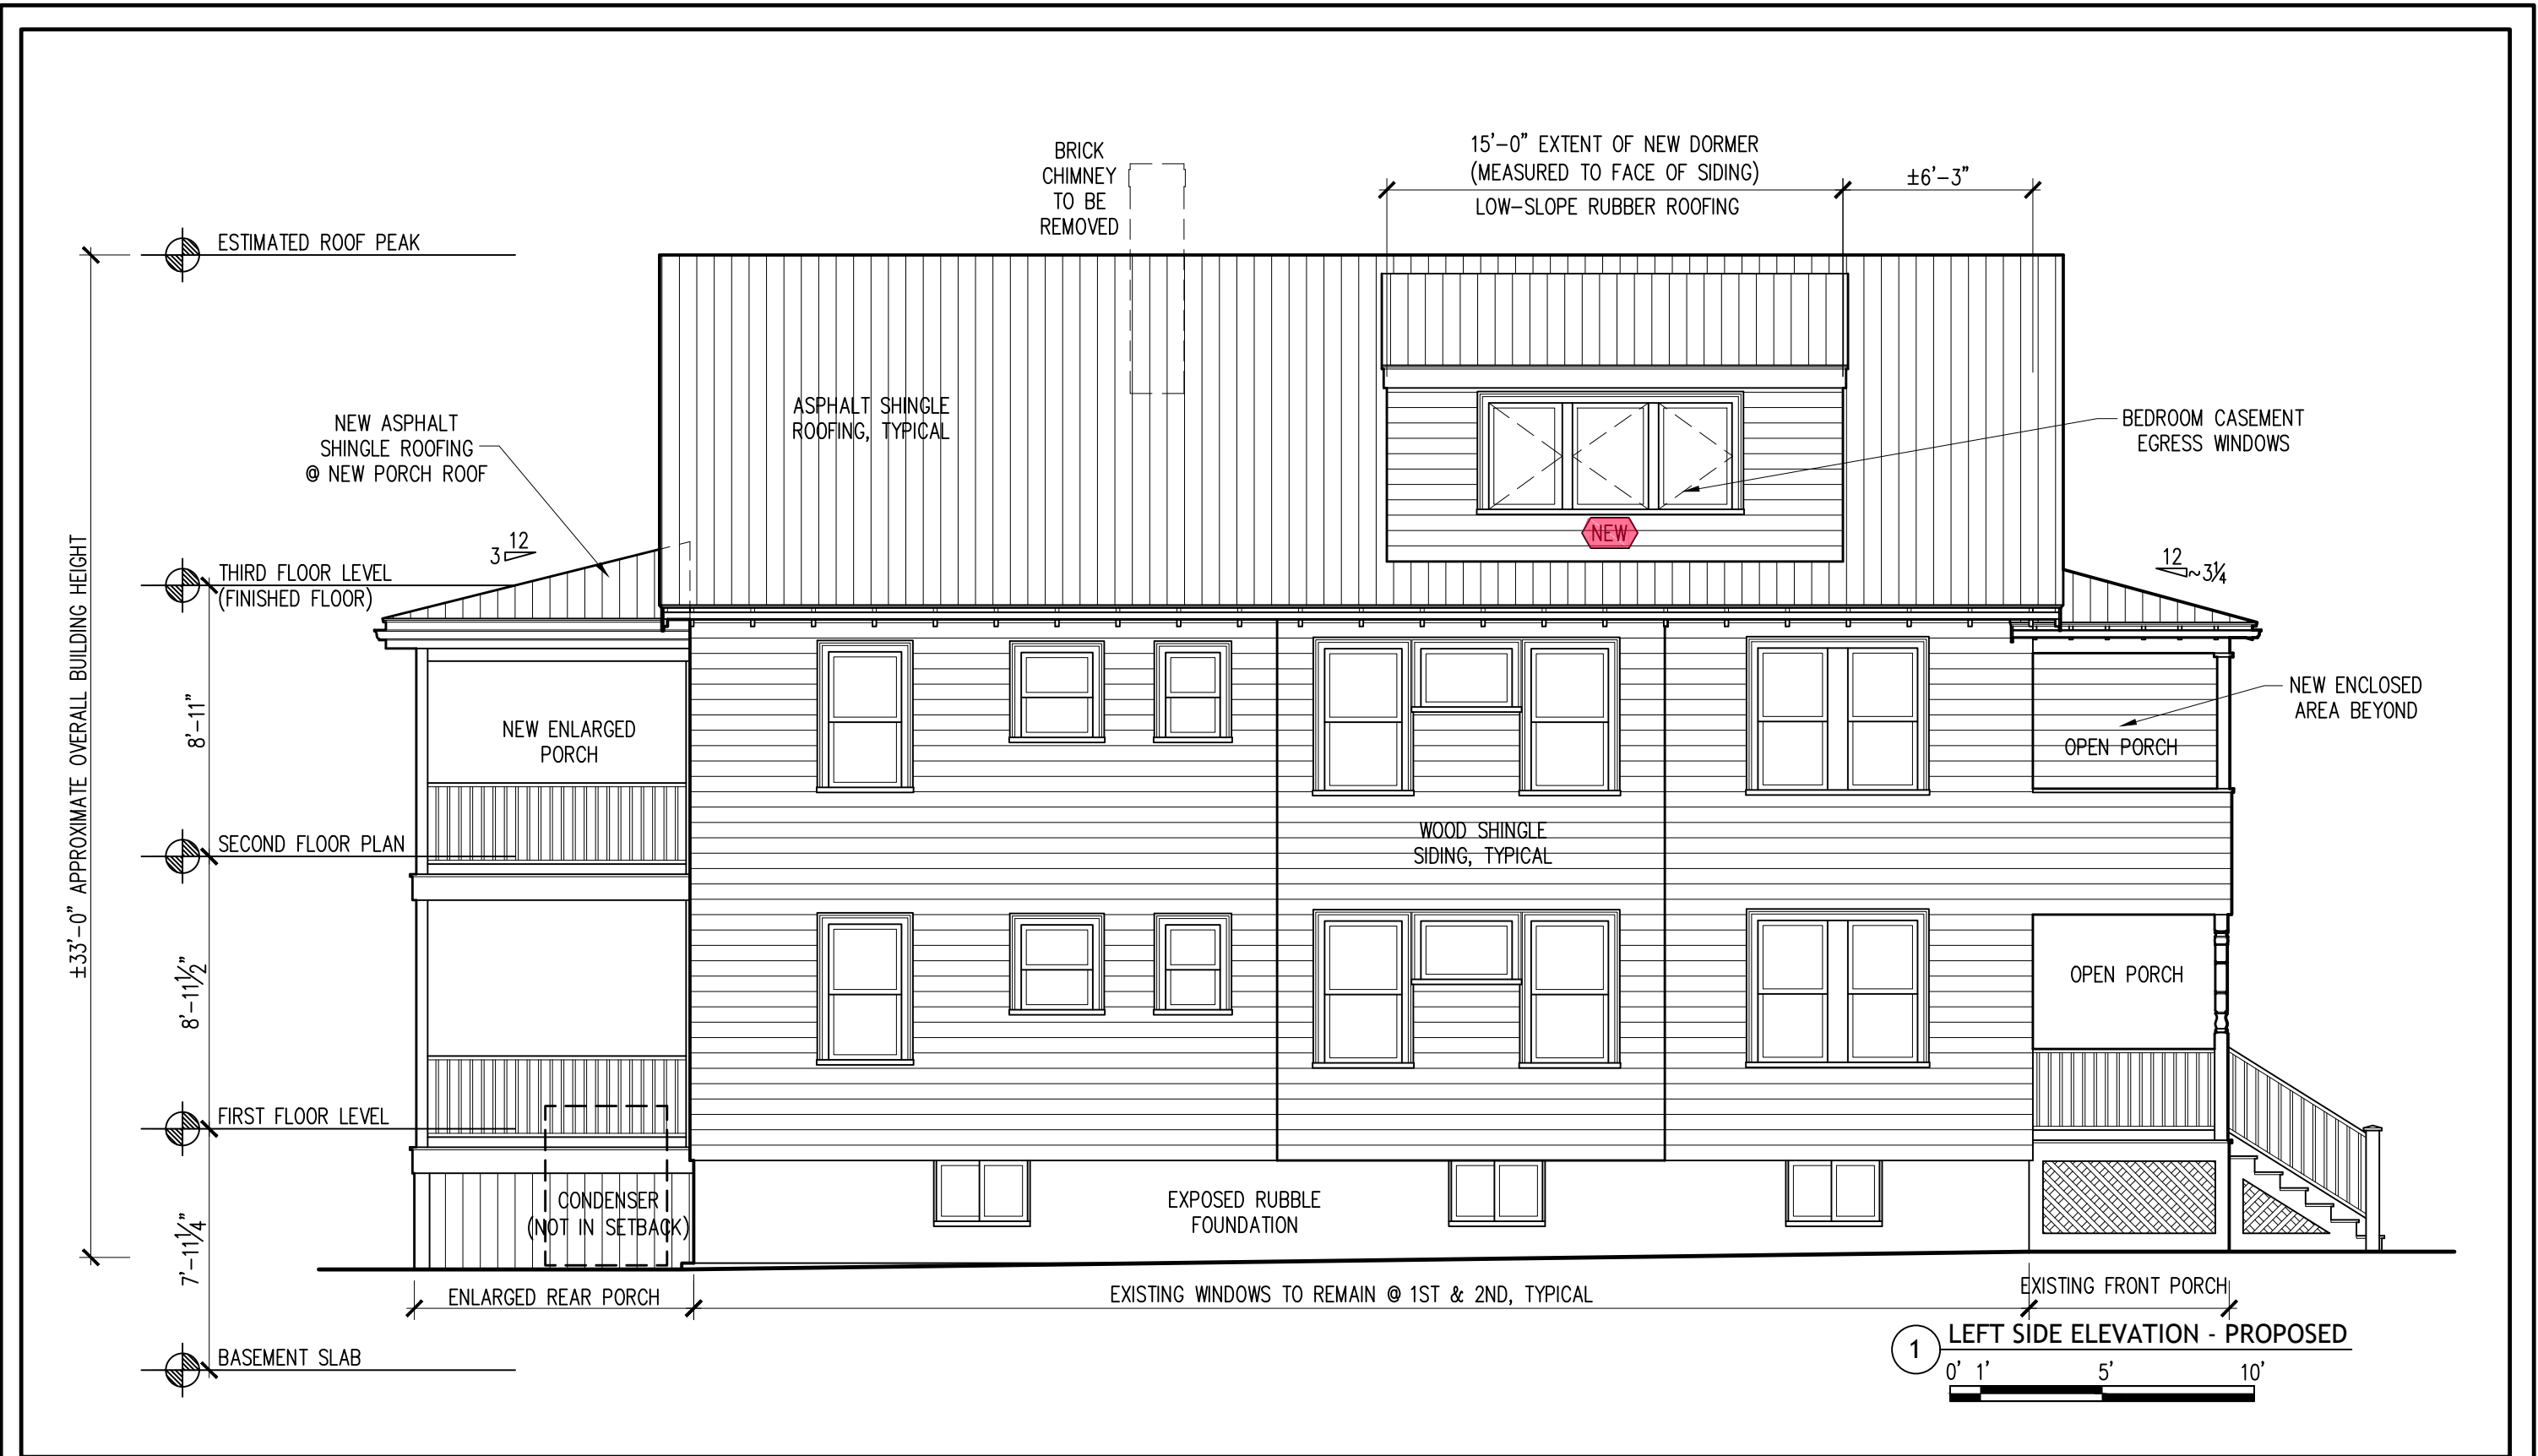 BRICK
CHIMNEY
TO BE
REMOVED
15'-0" EXTENT OF NEW DORMER
(MEASURED TO FACE OF SIDING)
LOW-SLOPE RUBBER ROOFING
±6'-3"
ESTIMATED ROOF PEAK
ASPHALT SHINGLE
ROOFING, TYPICAL
NEW ASPHALT
SHINGLE ROOFING
@ NEW PORCH ROOF
BEDROOM CASEMENT
EGRESS WINDOWS
NEW
12
3
12
~3¼
THIRD FLOOR LEVEL
(FINISHED FLOOR)
±33'-0" APPROXIMATE OVERALL BUILDING HEIGHT
8'-11"
NEW ENLARGED
PORCH
NEW ENCLOSED
AREA BEYOND
OPEN PORCH
SECOND FLOOR PLAN
WOOD SHINGLE
SIDING, TYPICAL
8'-11½"
OPEN PORCH
FIRST FLOOR LEVEL
7'-11¼"
CONDENSER
(NOT IN SETBACK)
EXPOSED RUBBLE
FOUNDATION
ENLARGED REAR PORCH
EXISTING WINDOWS TO REMAIN @ 1ST & 2ND, TYPICAL
EXISTING FRONT PORCH
BASEMENT SLAB
1
LEFT SIDE ELEVATION - PROPOSED
0' 1' 5' 10'